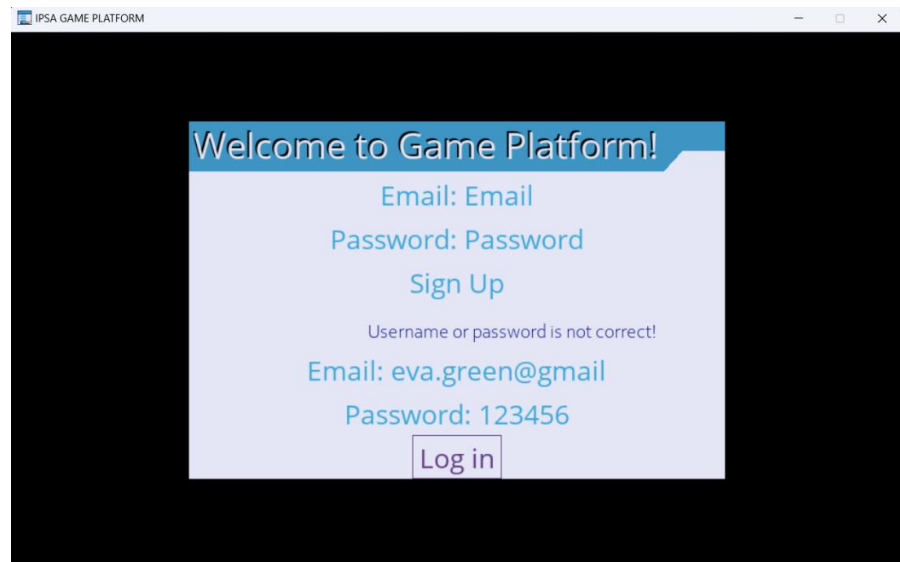 IPSA GAME PLATFORM
Welcome to Game Platform!
Email: Email
Password: Password
Sign Up
Username or password is not correct!
Email: eva.green@gmail
Password: 123456
Log in